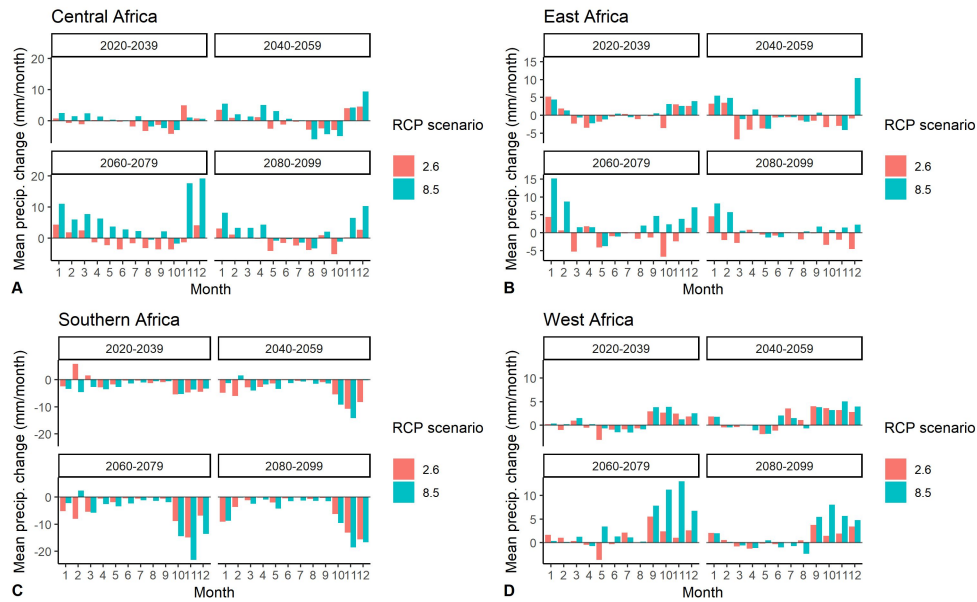 Central Africa
2020-2039 2040-2059
20
10
0
2060-2079 2080-2099
20
10
0
1 2 3 4 5 6 7 8 9 10 11 12 1 2 3 4 5 6 7 8 9 10 11 12
Mean precip. change (mm/month)
Month
RCP scenario
2.6
8.5
A
East Africa
2020-2039 2040-2059
15
10
5
0
-5
2060-2079 2080-2099
15
10
5
0
-5
1 2 3 4 5 6 7 8 9 10 11 12 1 2 3 4 5 6 7 8 9 10 11 12
Mean precip. change (mm/month)
Month
RCP scenario
2.6
8.5
B
Southern Africa
2020-2039 2040-2059
0
-10
-20
2060-2079 2080-2099
0
-10
-20
1 2 3 4 5 6 7 8 9 10 11 12 1 2 3 4 5 6 7 8 9 10 11 12
Mean precip. change (mm/month)
Month
RCP scenario
2.6
8.5
C
West Africa
2020-2039 2040-2059
10
5
0
2060-2079 2080-2099
10
5
0
1 2 3 4 5 6 7 8 9 10 11 12 1 2 3 4 5 6 7 8 9 10 11 12
Mean precip. change (mm/month)
Month
RCP scenario
2.6
8.5
D